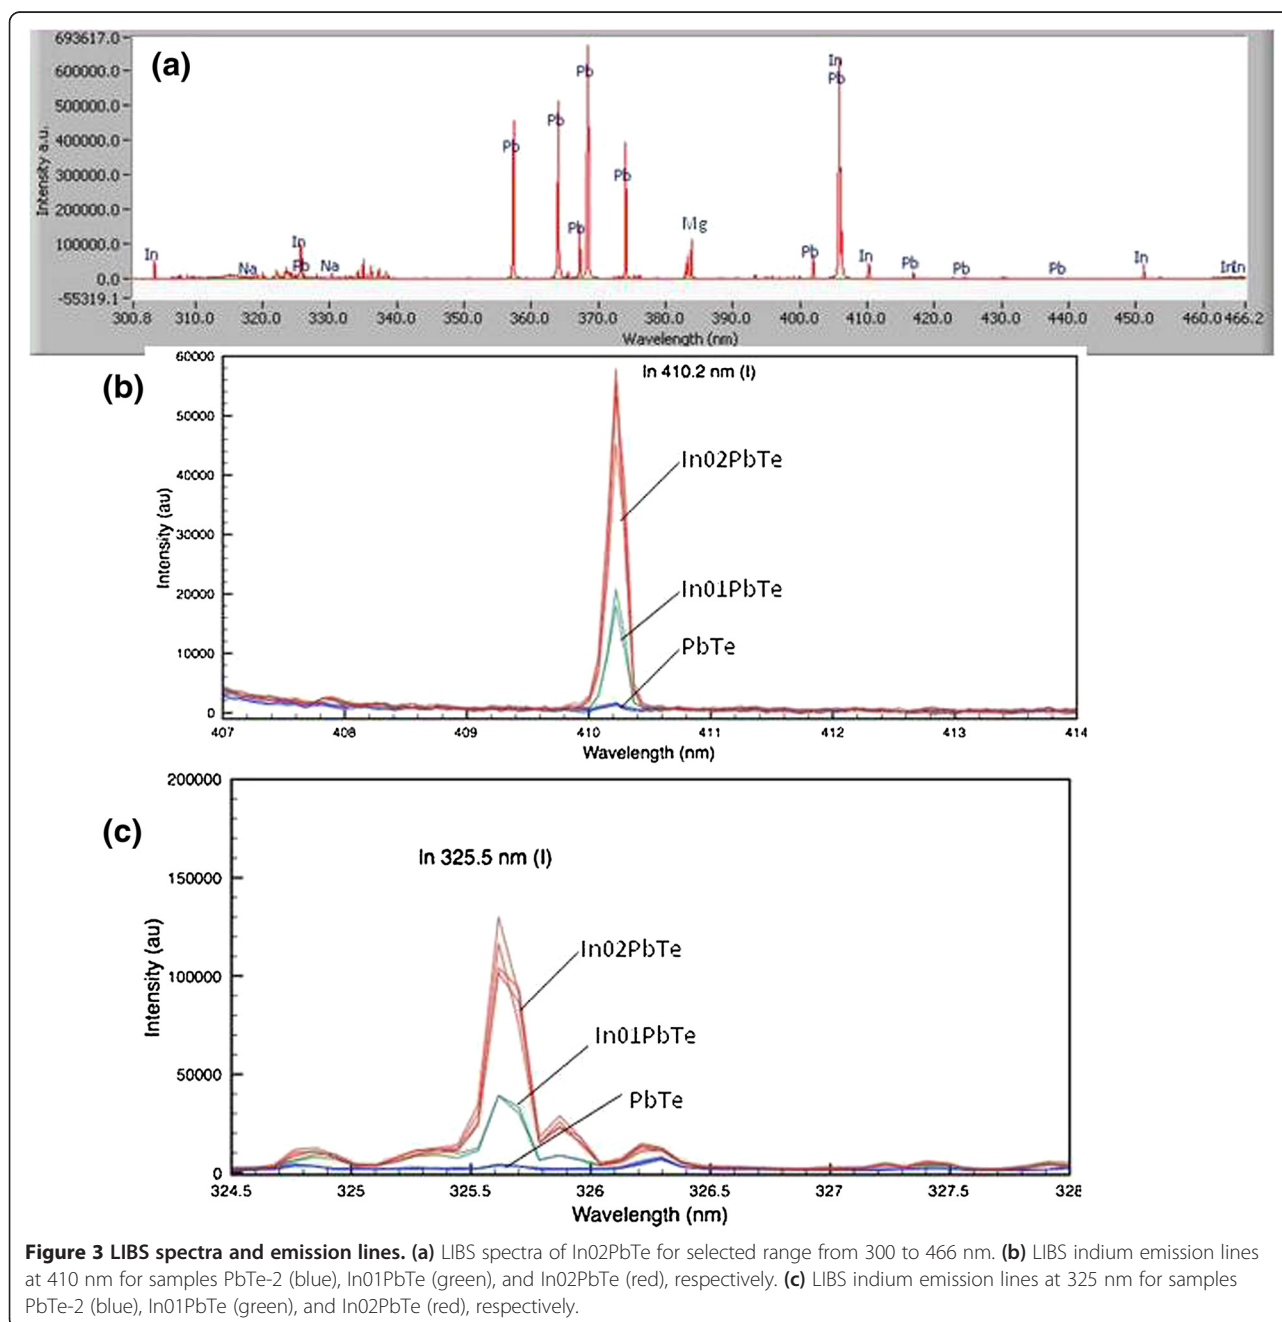 693617.0
(a)
600000.0
500000.0
400000.0
300000.0
200000.0
100000.0
0.0
-55319.1
Intensity a.u.
In
Na
In
Pb
Na
Pb
Pb
Pb
Pb
Pb
Mg
Pb
In
Pb
In
Pb
Pb
Pb
In
In In
300.8 310.0 320.0 330.0 340.0 350.0 360.0 370.0 380.0 390.0 400.0 410.0 420.0 430.0 440.0 450.0 460.0 466.2
Wavelength (nm)
(b)
In 410.2 nm (I)
60000
50000
40000
30000
20000
10000
0
Intensity (au)
In02PbTe
In01PbTe
PbTe
407 408 409 410 411 412 413 414
Wavelength (nm)
(c)
In 325.5 nm (I)
200000
150000
100000
50000
0
Intensity (au)
In02PbTe
In01PbTe
PbTe
324.5 325 325.5 326 326.5 327 327.5 328
Wavelength (nm)
Figure 3 LIBS spectra and emission lines. (a) LIBS spectra of In02PbTe for selected range from 300 to 466 nm. (b) LIBS indium emission lines
at 410 nm for samples PbTe-2 (blue), In01PbTe (green), and In02PbTe (red), respectively. (c) LIBS indium emission lines at 325 nm for samples
PbTe-2 (blue), In01PbTe (green), and In02PbTe (red), respectively.